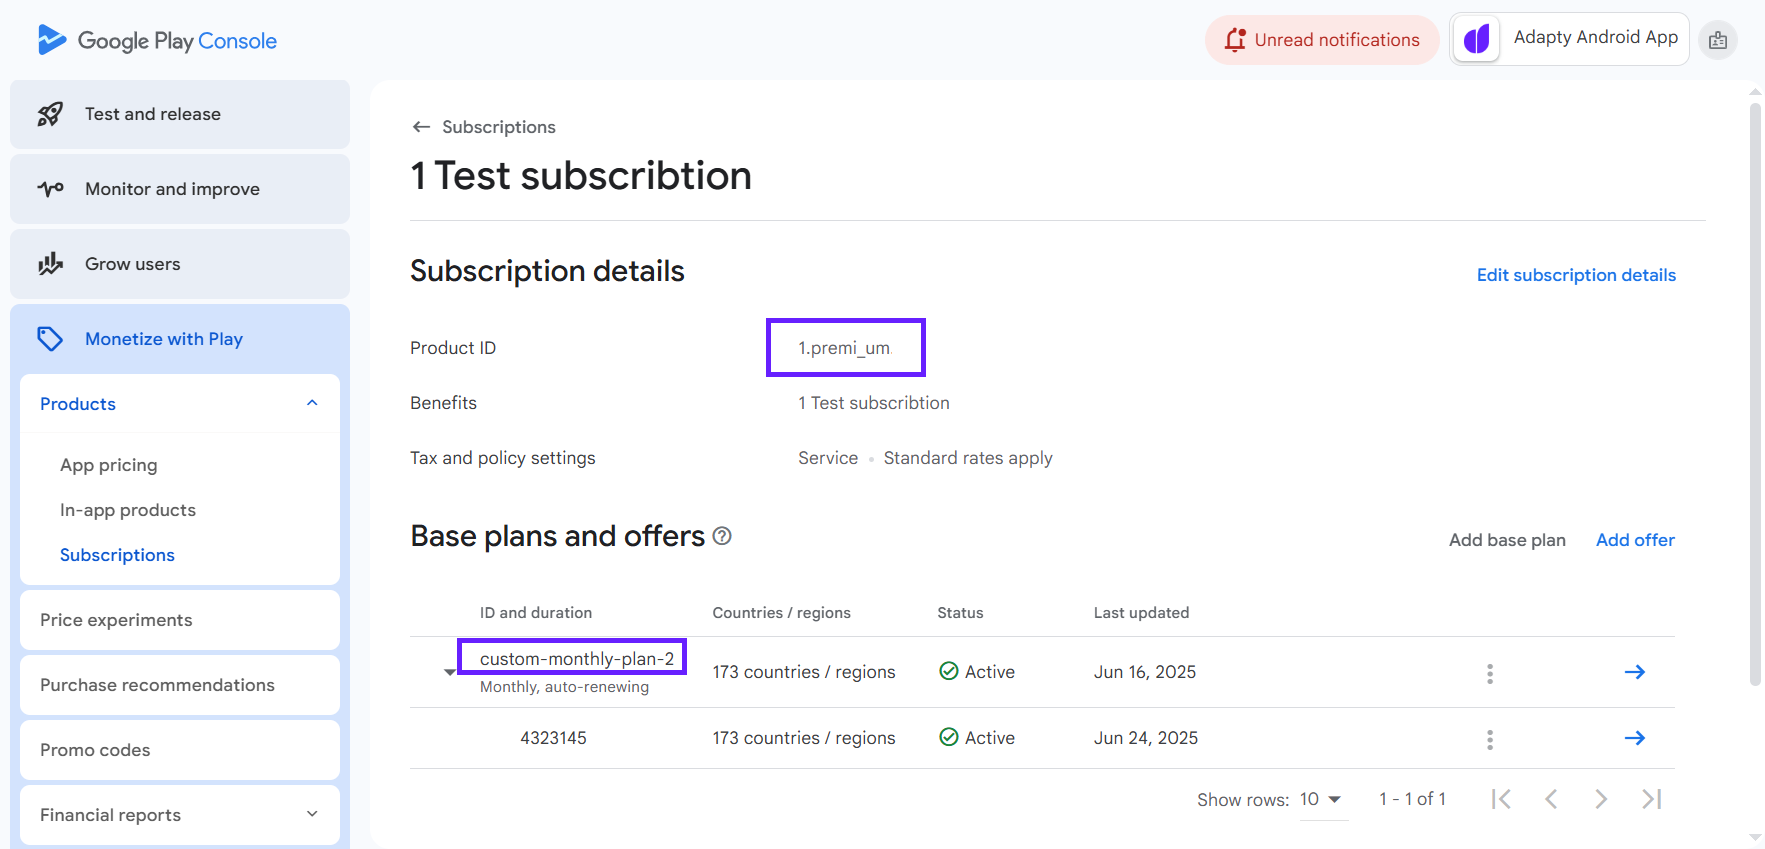 Google Play Console
Unread notifications
Adapty Android App
Test and release
Monitor and improve
Grow users
Monetize with Play
Products
App pricing
In-app products
Subscriptions
Price experiments
Purchase recommendations
Promo codes
Financial reports
Subscriptions
1 Test subscribtion
Subscription details
Edit subscription details
Product ID 1.premi_um
Benefits 1 Test subscribtion
Tax and policy settings Service • Standard rates apply
Base plans and offers
Add base plan Add offer
ID and duration Countries / regions Status Last updated
custom-monthly-plan-2
Monthly, auto-renewing
173 countries / regions Active Jun 16, 2025
4323145 173 countries / regions Active Jun 24, 2025
Show rows: 10 1 - 1 of 1